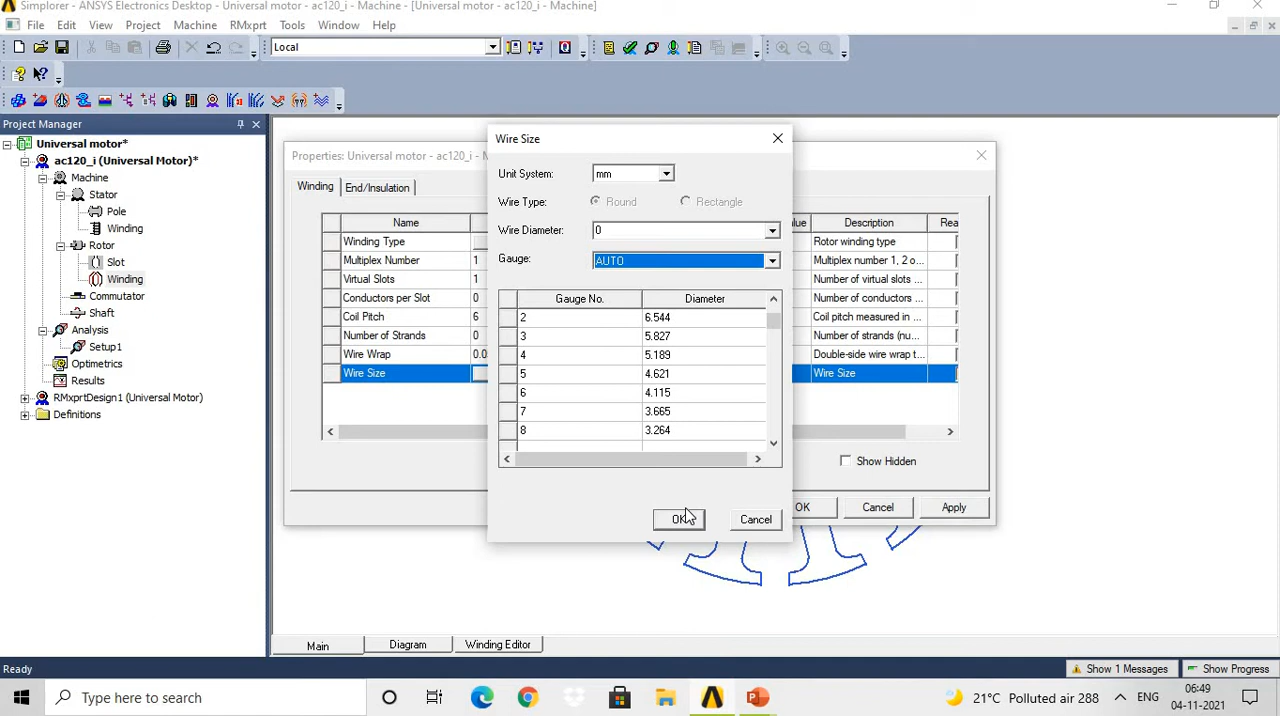 Simplorer - ANSYS Electronics Desktop - Universal motor - ac120_i - Machine - [Universal motor - ac120_i - Machine]
File Edit View Project Machine RMxprt Tools Window Help
Local
Project Manager
Universal motor*
ac120_i (Universal Motor)*
Machine
Stator
Pole
Winding
Rotor
Slot
Winding
Commutator
Shaft
Analysis
Setup1
Optimetrics
Results
RMxprtDesign1 (Universal Motor)
Definitions
Properties: Universal motor - ac120_i - M
Winding End/Insulation
Name alue Description Rea
Winding Type Rotor winding type
Multiplex Number 1 Multiplex number 1, 2 o...
Virtual Slots 1 Number of virtual slots ...
Conductors per Slot 0 Number of conductors ...
Coil Pitch 6 Coil pitch measured in ...
Number of Strands 0 Number of strands (nu...
Wire Wrap 0.0 Double-side wire wrap t...
Wire Size Wire Size
Show Hidden
OK Cancel Apply
Wire Size
Unit System: mm
Wire Type: Round Rectangle
Wire Diameter: 0
Gauge: AUTO
Gauge No. Diameter
2 6.544
3 5.827
4 5.189
5 4.621
6 4.115
7 3.665
8 3.264
OK Cancel
Main Diagram Winding Editor
Ready Show 1 Messages Show Progress
Type here to search 21°C Polluted air 288 ENG 06:49
04-11-2021